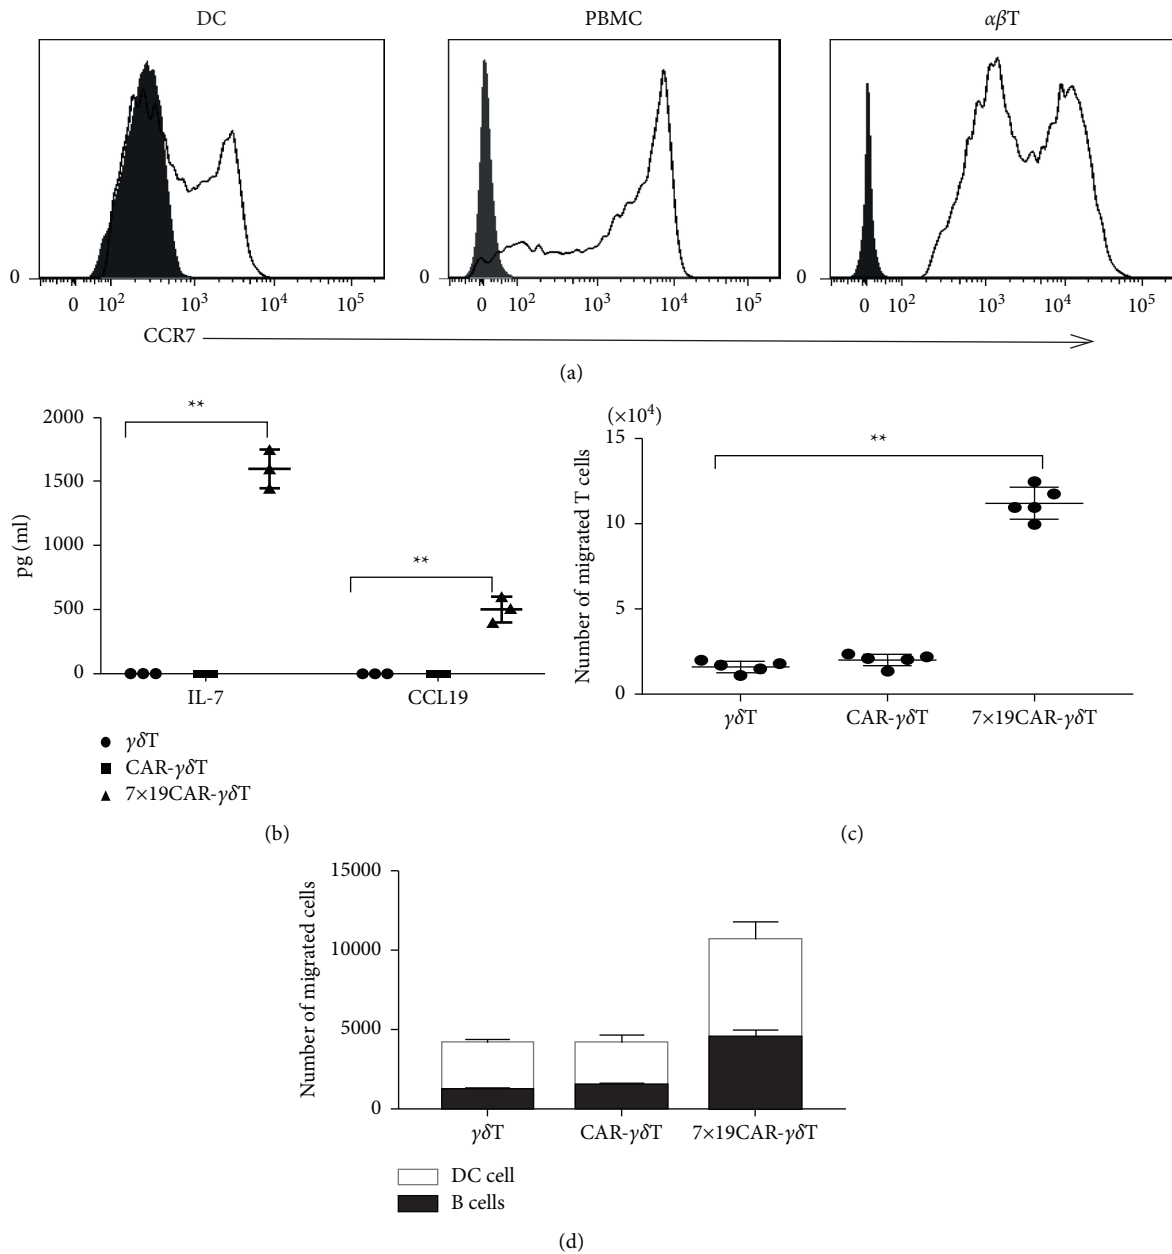 DC PBMC αβT
0 0 0
0 10² 10³ 10⁴ 10⁵ 0 10² 10³ 10⁴ 10⁵ 0 10² 10³ 10⁴ 10⁵
CCR7
(a)
2000
1500
1000
500
0
pg (ml)
**
**
IL-7 CCL19
γδT
CAR-γδT
7×19CAR-γδT
(b)
(×10⁴)
15
10
5
0
Number of migrated T cells
**
γδT CAR-γδT 7×19CAR-γδT
(c)
15000
10000
5000
0
Number of migrated cells
γδT CAR-γδT 7×19CAR-γδT
DC cell
B cells
(d)